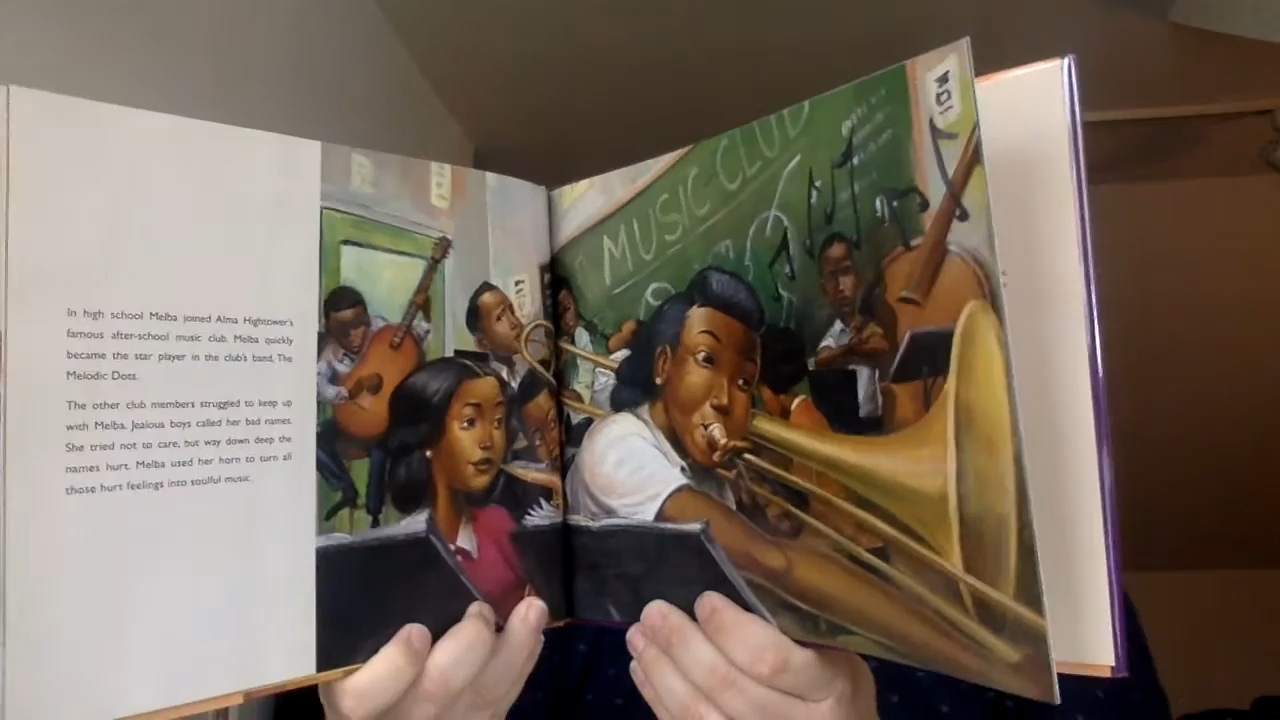 In high school Melba joined Alma Hightower's
famous after-school music club. Melba quickly
became the star player in the club's band, The
Melodic Dots.
The other club members struggled to keep up
with Melba. Jealous boys called her bad names.
She tried not to care, but way down deep the
names hurt. Melba used her horn to turn all
those hurt feelings into soulful music.
MUSIC CLUB